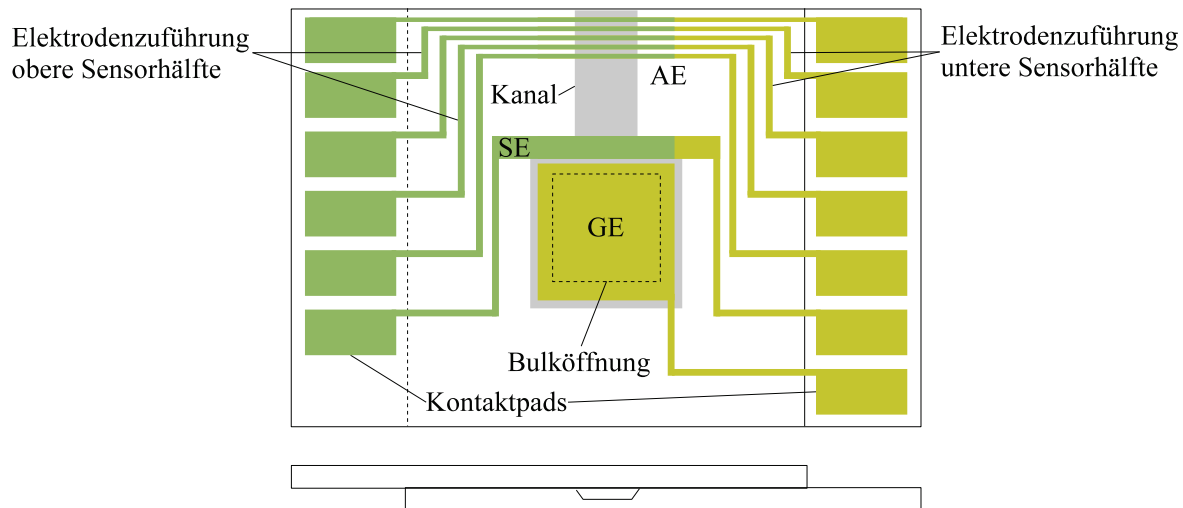 Elektrodenzuführung
obere Sensorhälfte
Elektrodenzuführung
untere Sensorhälfte
AE
Kanal
SE
GE
Bulköffnung
Kontaktpads